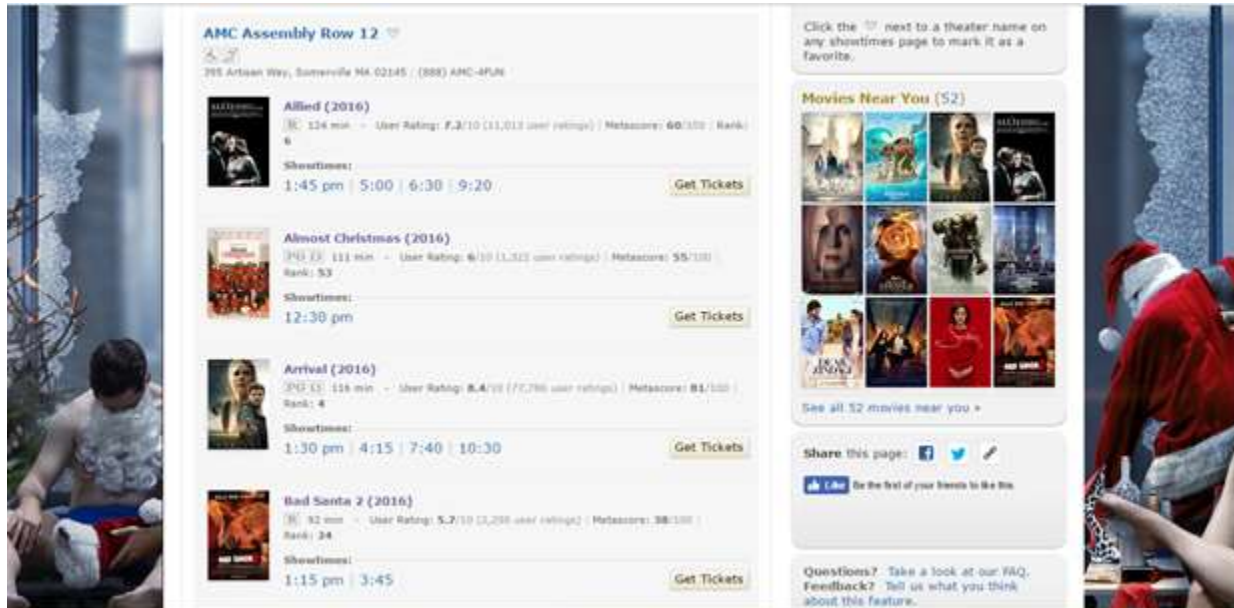 AMC Assembly Row 12
395 Artisan Way, Somerville MA 02145 | (888) AMC-4FUN
Allied (2016)
R 124 min - User Rating: 7.2/10 (11,013 user ratings) | Metascore: 60/100 | Rank:
6
Showtimes:
1:45 pm | 5:00 | 6:30 | 9:20
Get Tickets
Almost Christmas (2016)
PG 13 111 min - User Rating: 6/10 (1,322 user ratings) | Metascore: 55/100 |
Rank: 53
Showtimes:
12:30 pm
Get Tickets
Arrival (2016)
PG 13 116 min - User Rating: 8.4/10 (77,796 user ratings) | Metascore: 81/100 |
Rank: 4
Showtimes:
1:30 pm | 4:15 | 7:40 | 10:30
Get Tickets
Bad Santa 2 (2016)
R 92 min - User Rating: 5.7/10 (user ratings) | Metascore: 38/100 |
Rank: 24
Showtimes:
1:15 pm | 3:45
Get Tickets
Click the next to a theater name on
any showtimes page to mark it as a
favorite.
Movies Near You (52)
DEAR
ZINDAGI
See all 52 movies near you »
Share this page:
Like Be the first of your friends to like this
Questions? Take a look at our FAQ.
Feedback? Tell us what you think
about this feature.